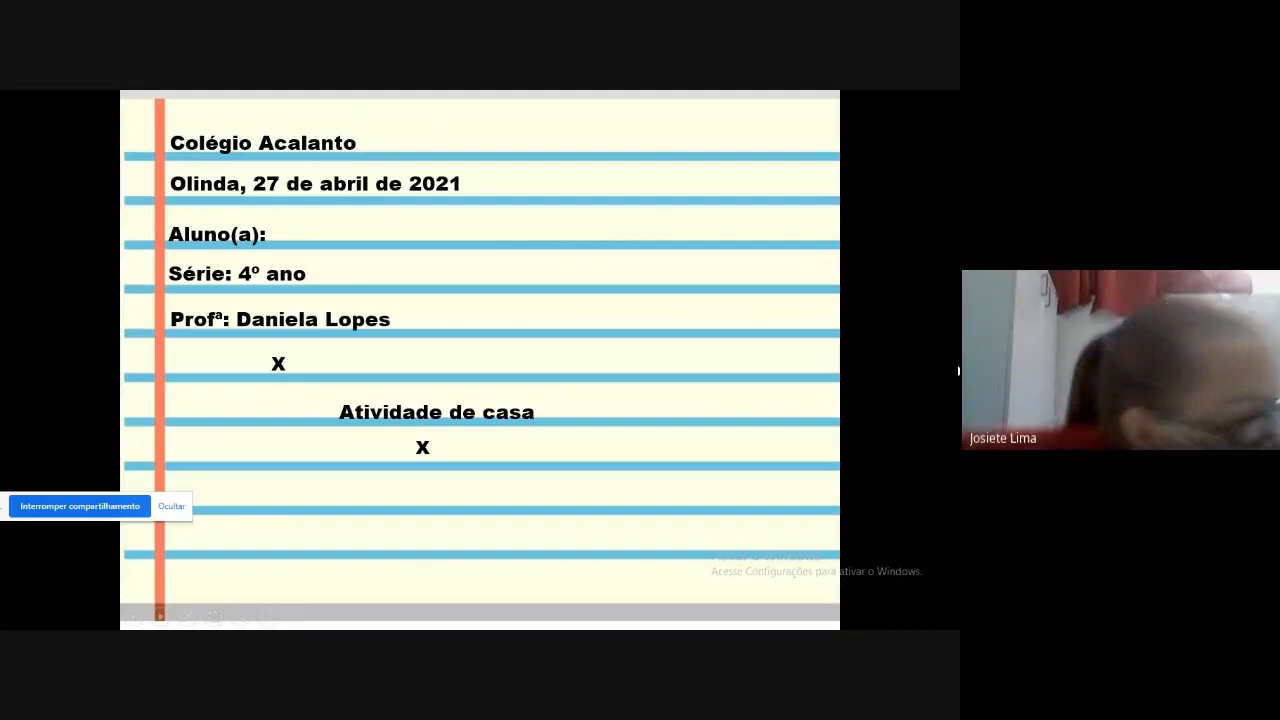 Colégio Acalanto
Olinda, 27 de abril de 2021
Aluno(a):
Série: 4º ano
Profª: Daniela Lopes
X
Atividade de casa
X
Interromper compartilhamento Ocultar
Acesse Configurações para ativar o Windows.
Josiete Lima